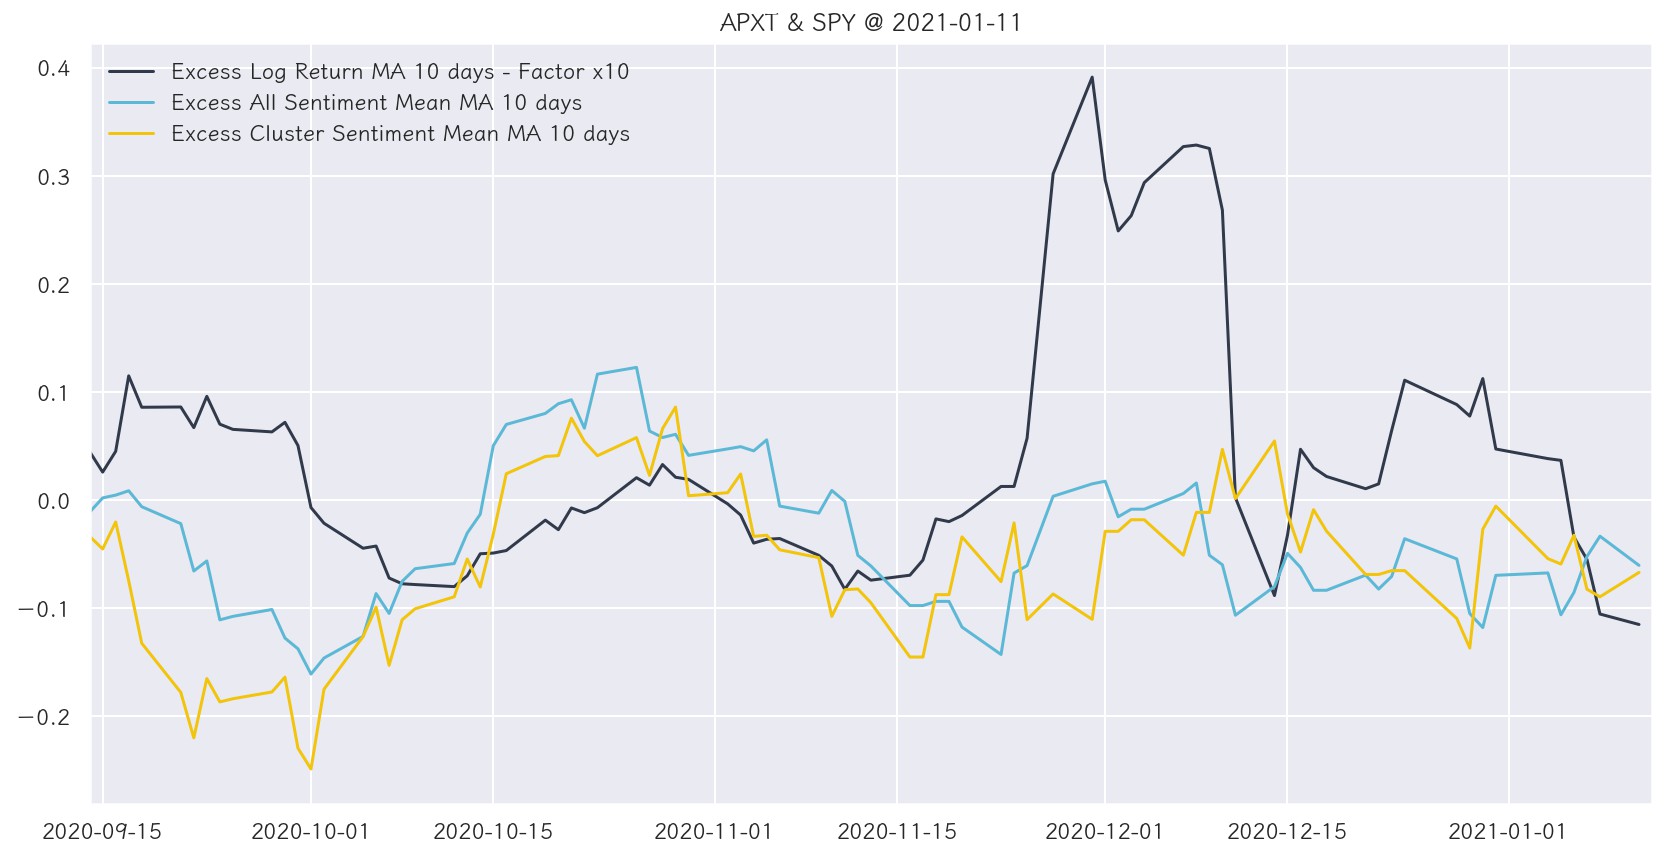 APXT & SPY @ 2021-01-11
Excess Log Return MA 10 days - Factor x10
Excess All Sentiment Mean MA 10 days
Excess Cluster Sentiment Mean MA 10 days
0.4
0.3
0.2
0.1
0.0
−0.1
−0.2
2020-09-15 2020-10-01 2020-10-15 2020-11-01 2020-11-15 2020-12-01 2020-12-15 2021-01-01